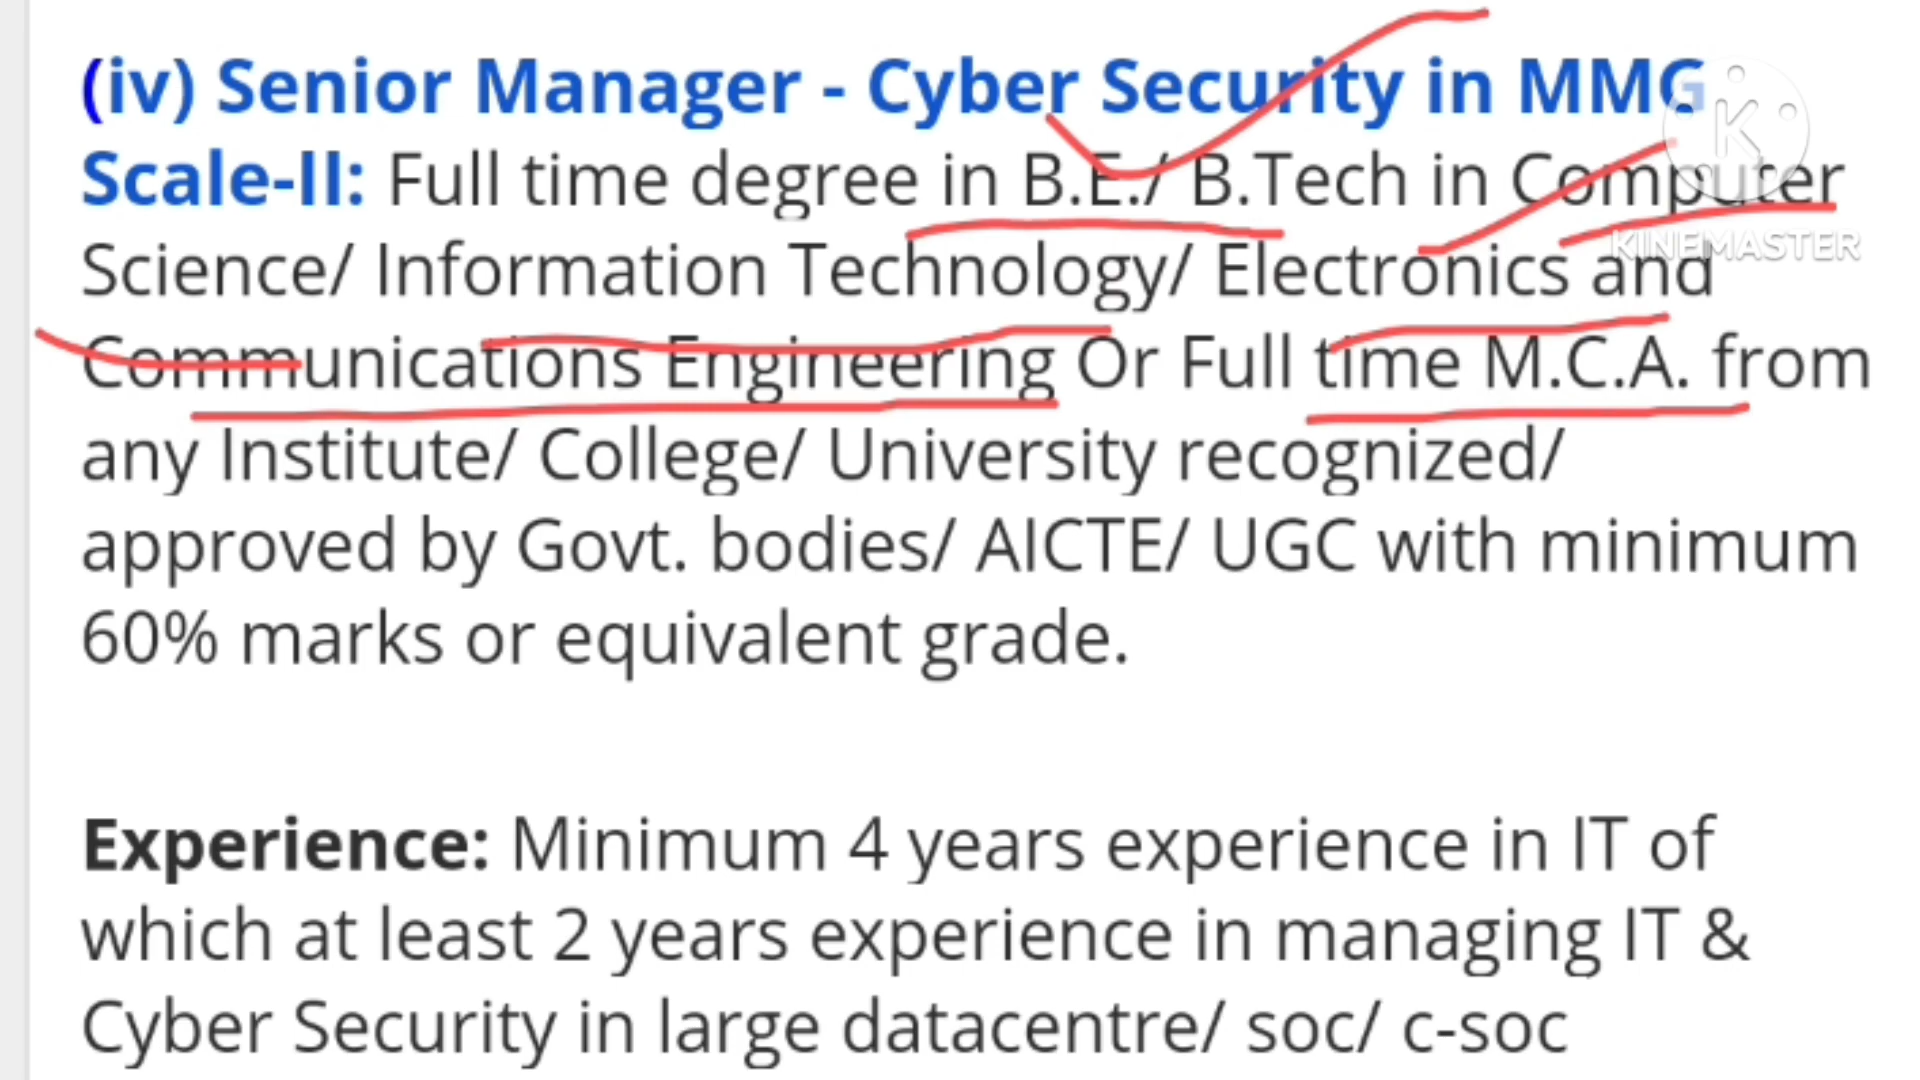 (iv) Senior Manager - Cyber Security in MMG
Scale-II: Full time degree in B.E./ B.Tech in Computer
Science/ Information Technology/ Electronics and
Communications Engineering Or Full time M.C.A. from
any Institute/ College/ University recognized/
approved by Govt. bodies/ AICTE/ UGC with minimum
60% marks or equivalent grade.
Experience: Minimum 4 years experience in IT of
which at least 2 years experience in managing IT &
Cyber Security in large datacentre/ soc/ c-soc
K
KINEMASTER